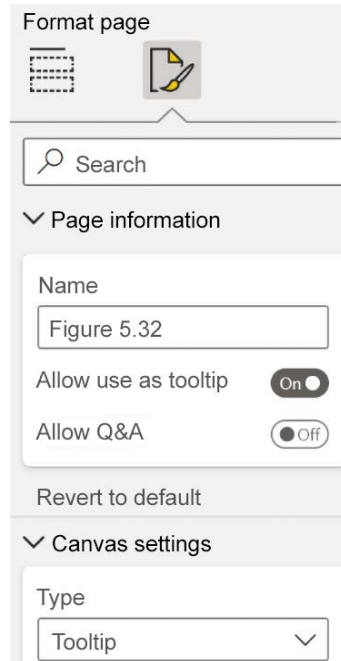 Format page
Search
Page information
Name
Figure 5.32
Allow use as tooltip On
Allow Q&A Off
Revert to default
Canvas settings
Type
Tooltip